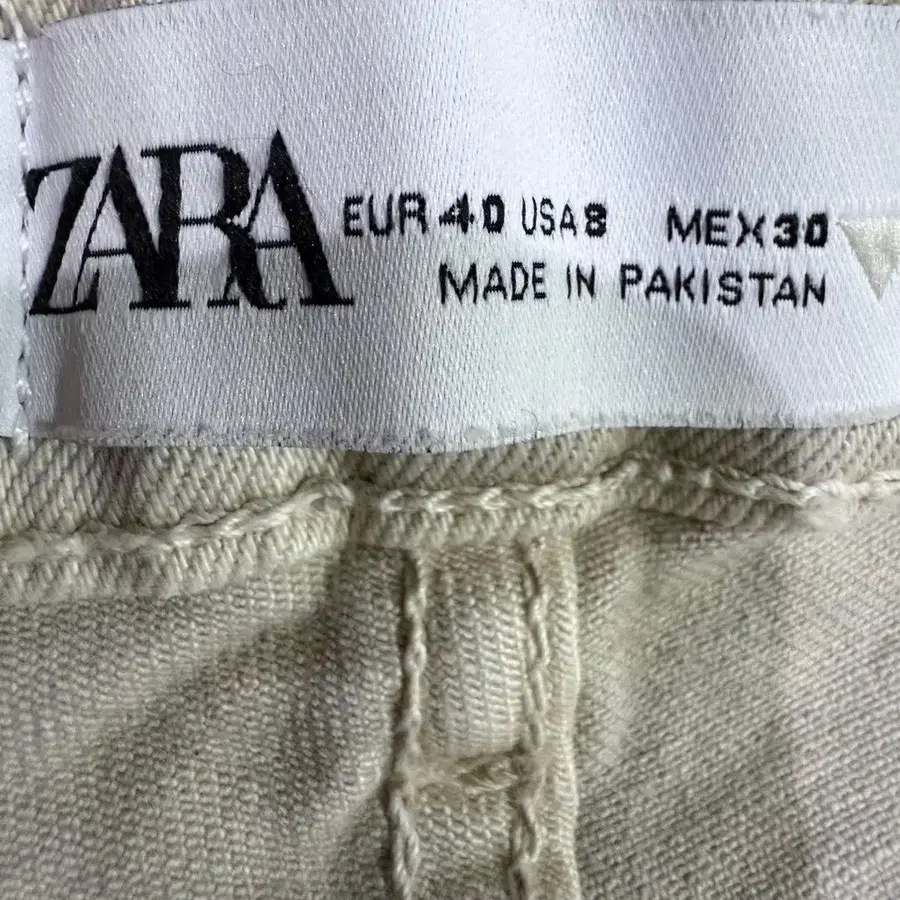 ZARA
EUR 40 USA 8 MEX 30
MADE IN PAKISTAN